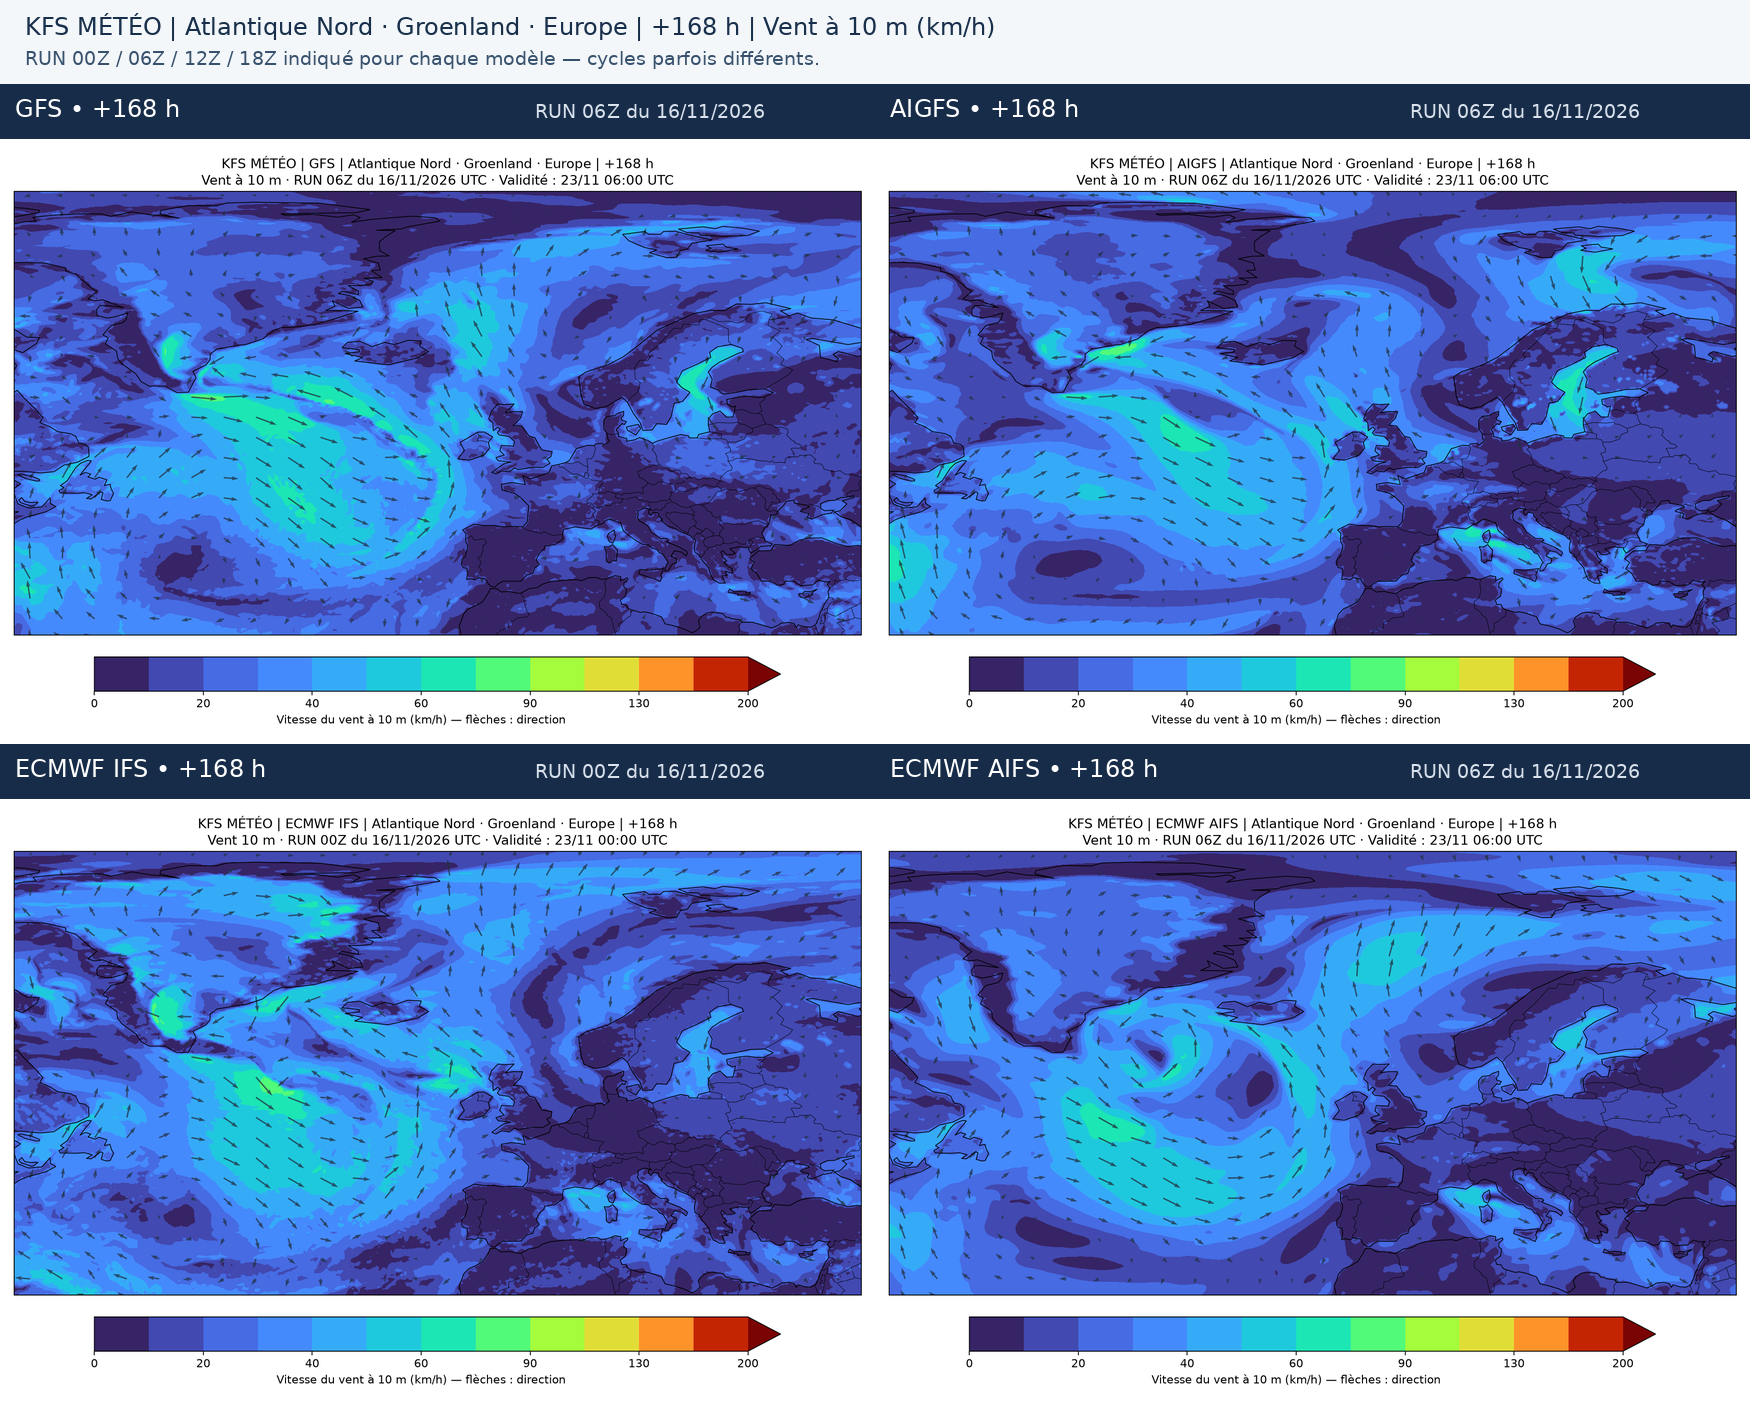 KFS MÉTÉO | Atlantique Nord · Groenland · Europe | +168 h | Vent à 10 m (km/h)
RUN 00Z / 06Z / 12Z / 18Z indiqué pour chaque modèle — cycles parfois différents.
GFS • +168 h
RUN 06Z du 16/11/2026
KFS MÉTÉO | GFS | Atlantique Nord · Groenland · Europe | +168 h
Vent à 10 m · RUN 06Z du 16/11/2026 UTC · Validité : 23/11 06:00 UTC
0 20 40 60 90 130 200
Vitesse du vent à 10 m (km/h) — flèches : direction
AIGFS • +168 h
RUN 06Z du 16/11/2026
KFS MÉTÉO | AIGFS | Atlantique Nord · Groenland · Europe | +168 h
Vent à 10 m · RUN 06Z du 16/11/2026 UTC · Validité : 23/11 06:00 UTC
0 20 40 60 90 130 200
Vitesse du vent à 10 m (km/h) — flèches : direction
ECMWF IFS • +168 h
RUN 00Z du 16/11/2026
KFS MÉTÉO | ECMWF IFS | Atlantique Nord · Groenland · Europe | +168 h
Vent 10 m · RUN 00Z du 16/11/2026 UTC · Validité : 23/11 00:00 UTC
0 20 40 60 90 130 200
Vitesse du vent à 10 m (km/h) — flèches : direction
ECMWF AIFS • +168 h
RUN 06Z du 16/11/2026
KFS MÉTÉO | ECMWF AIFS | Atlantique Nord · Groenland · Europe | +168 h
Vent 10 m · RUN 06Z du 16/11/2026 UTC · Validité : 23/11 06:00 UTC
0 20 40 60 90 130 200
Vitesse du vent à 10 m (km/h) — flèches : direction